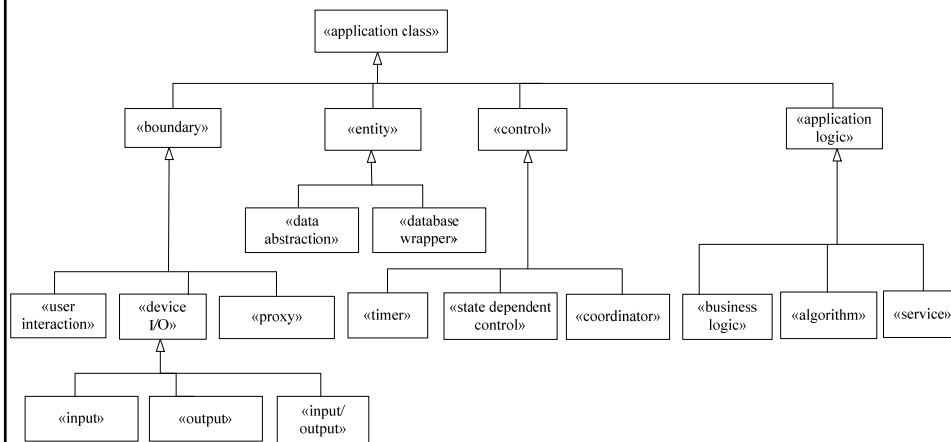 «application class»
«boundary»
«entity»
«control»
«application
logic»
«data
abstraction»
«database
wrapper»
«user
interaction»
«device
I/O»
«proxy»
«timer»
«state dependent
control»
«coordinator»
«business
logic»
«algorithm»
«service»
«input»
«output»
«input/
output»